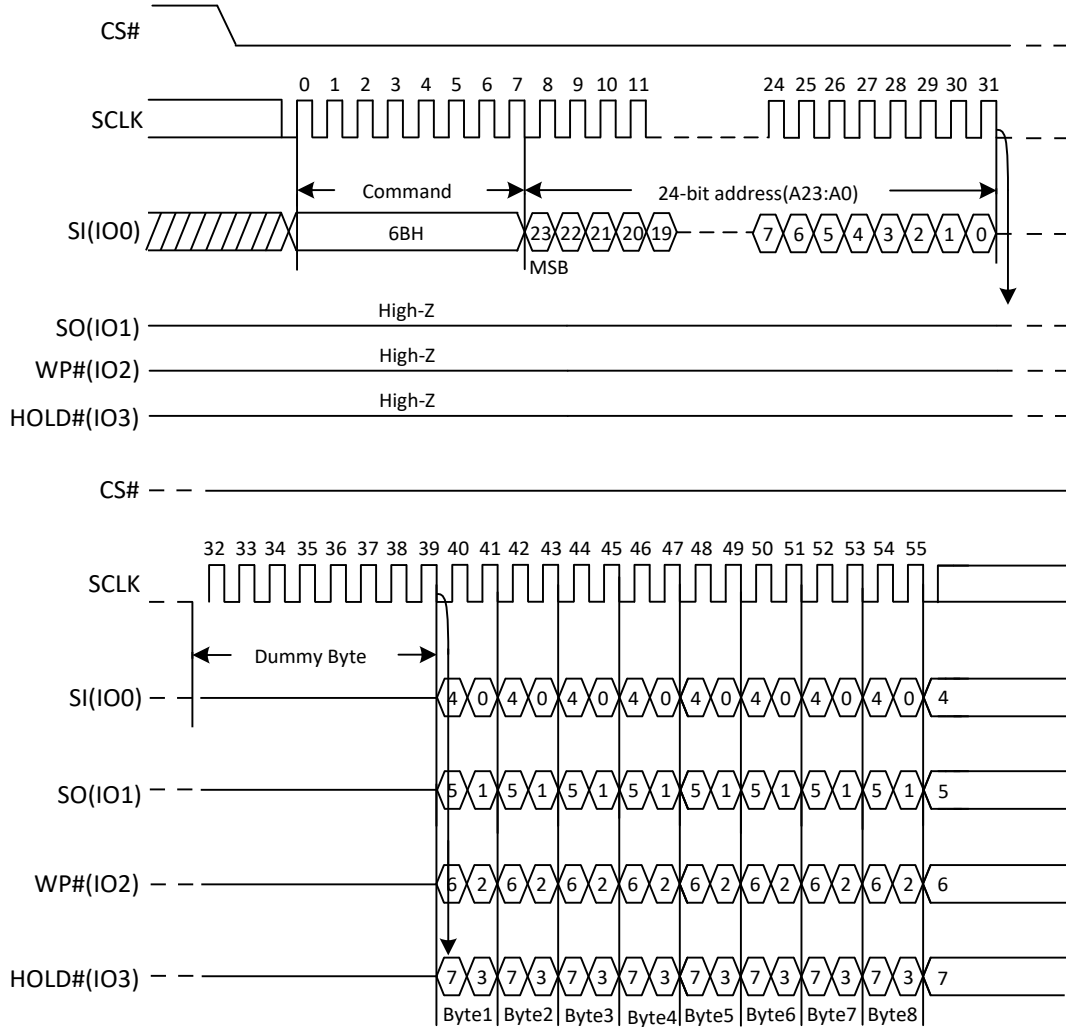 CS#
0 1 2 3 4 5 6 7 8 9 10 11 24 25 26 27 28 29 30 31
SCLK
Command 24-bit address(A23:A0)
SI(IO0) 6BH 23 22 21 20 19 7 6 5 4 3 2 1 0
MSB
High-Z
SO(IO1)
High-Z
WP#(IO2)
High-Z
HOLD#(IO3)
CS#
32 33 34 35 36 37 38 39 40 41 42 43 44 45 46 47 48 49 50 51 52 53 54 55
SCLK
Dummy Byte
SI(IO0) 4 0 4 0 4 0 4 0 4 0 4 0 4 0 4 0 4
SO(IO1) 5 1 5 1 5 1 5 1 5 1 5 1 5 1 5 1 5
WP#(IO2) 6 2 6 2 6 2 6 2 6 2 6 2 6 2 6 2 6
HOLD#(IO3) 7 3 7 3 7 3 7 3 7 3 7 3 7 3 7 3 7
Byte1 Byte2 Byte3 Byte4 Byte5 Byte6 Byte7 Byte8